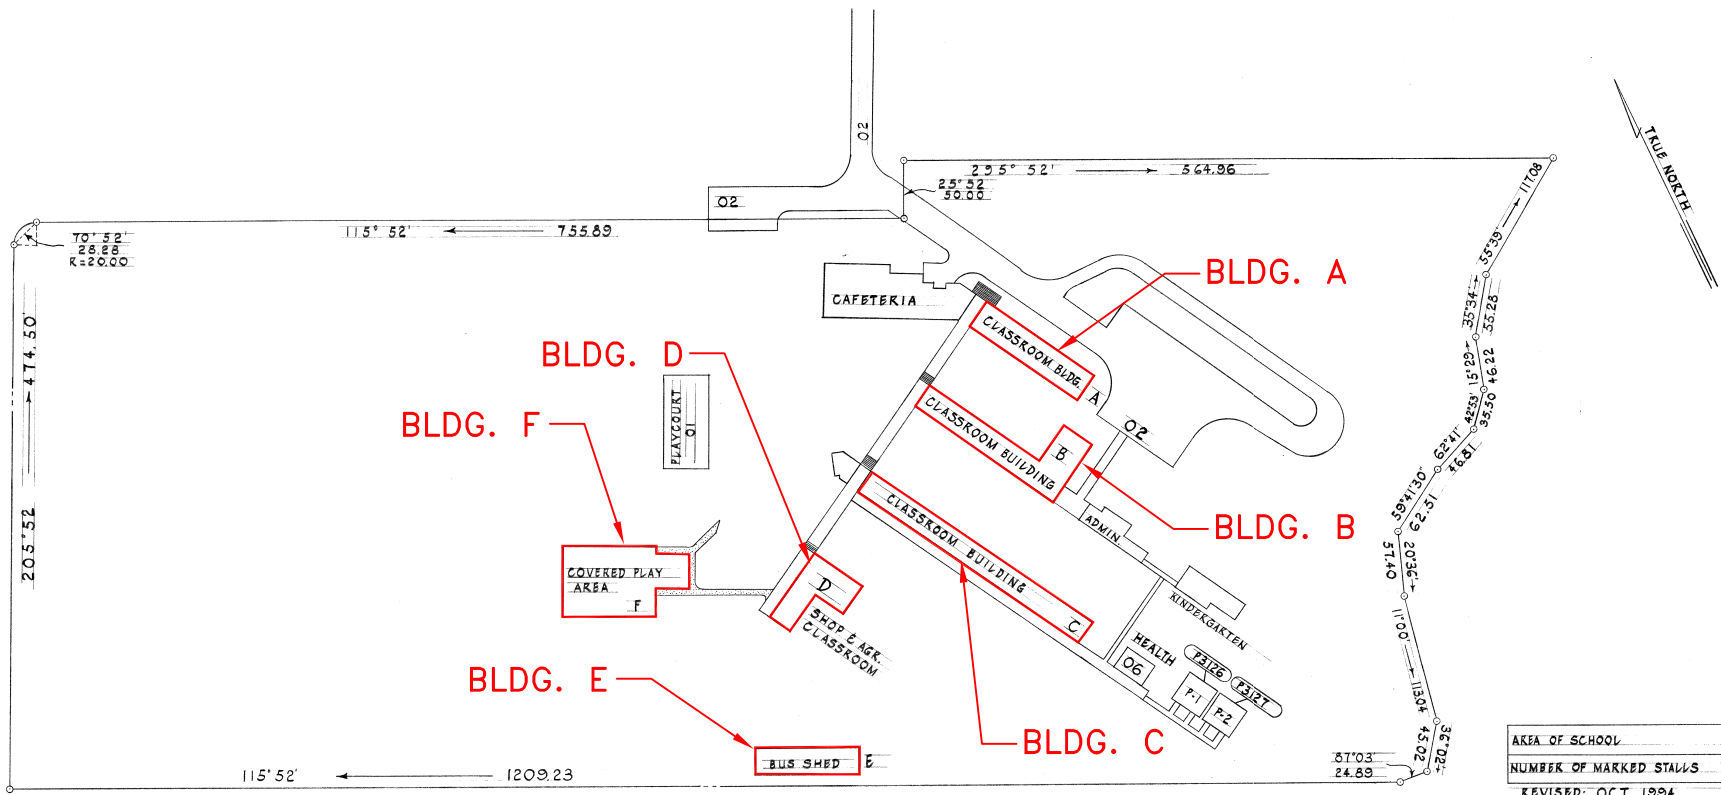 02
TRUE NORTH
295° 52' 564.96
25° 52
50.00
117.08
55°39'
02
115° 52' 755.89
70° 52'
28.28
R=20.00
BLDG. A
CAFETERIA
35°34'
55.28
CLASSROOM BLDG.
A
474.50'
205°52
BLDG. D
15°29'
46.22
PLAYCOURT
01
BLDG. F
CLASSROOM BUILDING
B
02
42°53'
35.50
62°41'
46.81
59°41'30"
62.51
CLASSROOM BUILDING
C
ADMIN
BLDG. B
20°36'
57.40
COVERED PLAY
AREA
F
D
SHOP & AGR.
CLASSROOM
KINDERGARTEN
HEALTH
06
P3126
P3127
P-1
P-2
11°00'
113.04
BLDG. E
BLDG. C
36°02'
45.02
BUS SHED E
115°52' 1209.23
87°03'
24.89
AREA OF SCHOOL
NUMBER OF MARKED STALLS
REVISED: OCT. 1994